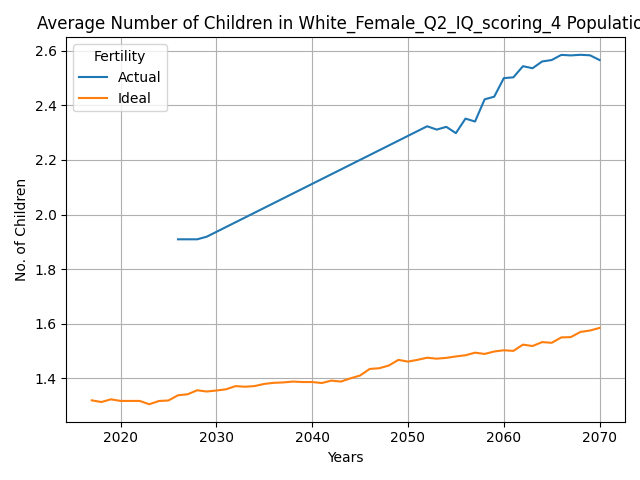 Average Number of Children in White_Female_Q2_IQ_scoring_4 Populatio
Fertility
Actual
Ideal
2.6
2.4
2.2
2.0
1.8
1.6
1.4
No. of Children
2020 2030 2040 2050 2060 2070
Years